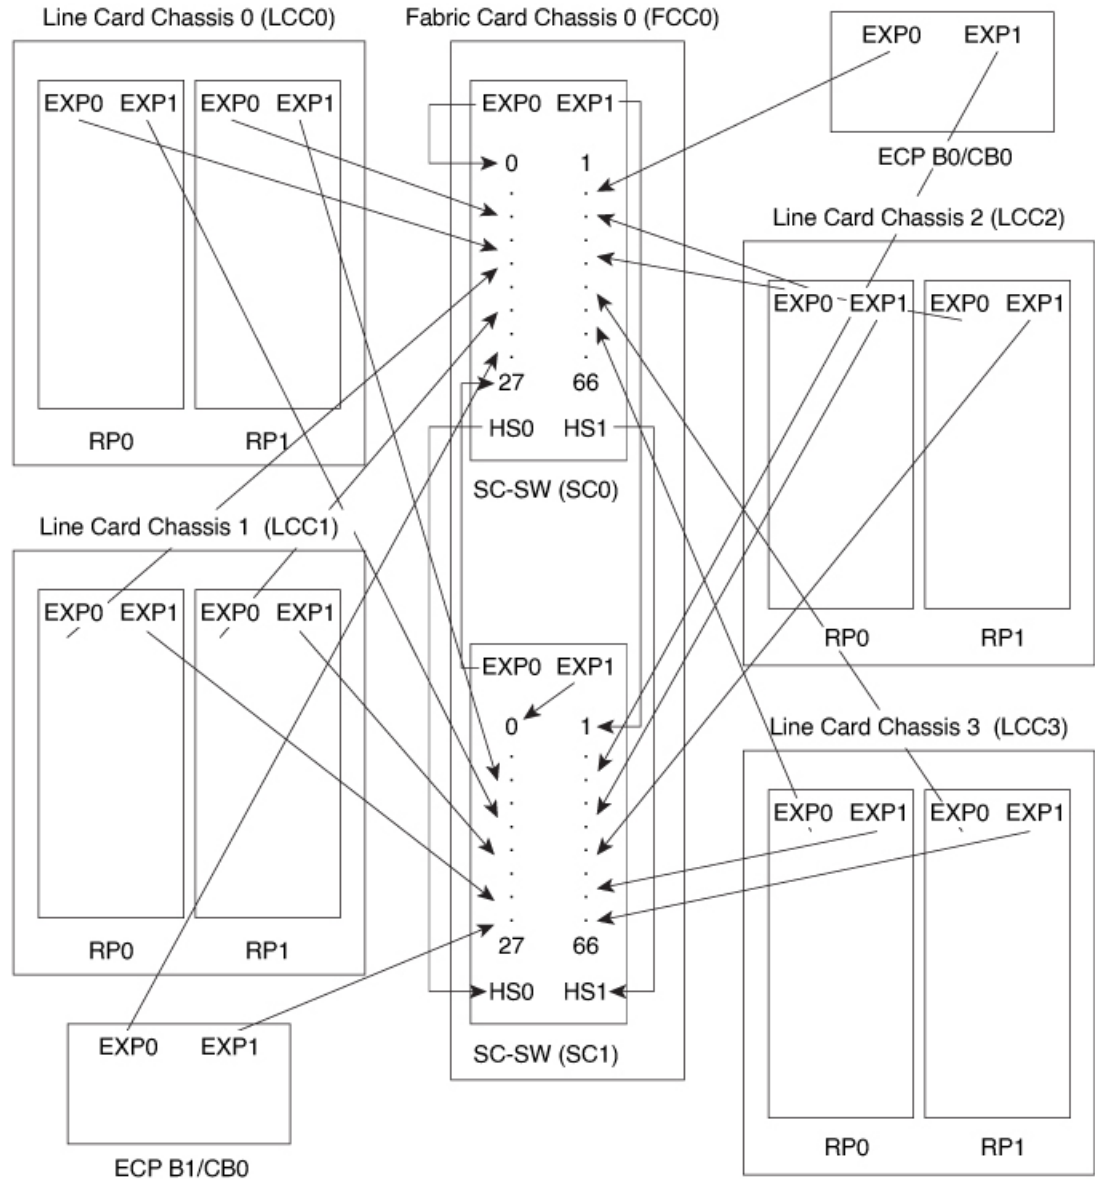 Line Card Chassis 0 (LCC0)
EXP0 EXP1 EXP0 EXP1
RP0 RP1
Line Card Chassis 1 (LCC1)
EXP0 EXP1 EXP0 EXP1
RP0 RP1
EXP0 EXP1
ECP B1/CB0
Fabric Card Chassis 0 (FCC0)
EXP0 EXP1
0 1
27 66
HS0 HS1
SC-SW (SC0)
EXP0 EXP1
0 1
27 66
HS0 HS1
SC-SW (SC1)
EXP0 EXP1
ECP B0/CB0
Line Card Chassis 2 (LCC2)
EXP0 EXP1 EXP0 EXP1
RP0 RP1
Line Card Chassis 3 (LCC3)
EXP0 EXP1 EXP0 EXP1
RP0 RP1